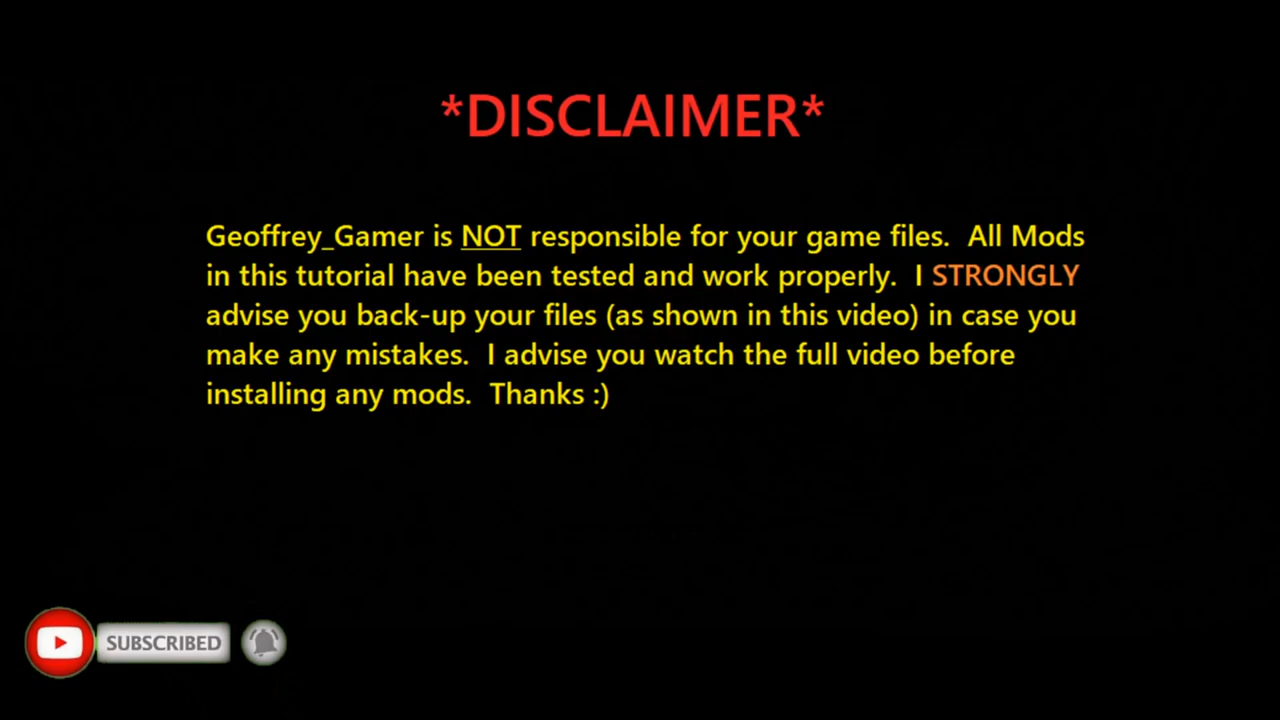 *DISCLAIMER*
Geoffrey_Gamer is NOT responsible for your game files.  All Mods
in this tutorial have been tested and work properly.  I STRONGLY
advise you back-up your files (as shown in this video) in case you
make any mistakes.  I advise you watch the full video before
installing any mods.  Thanks :)
SUBSCRIBED